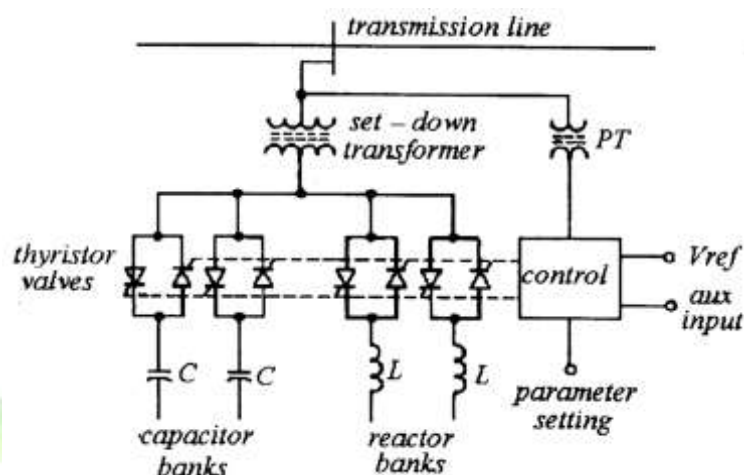 transmission line
set - down
transformer
PT
thyristor
valves
control
Vref
aux
input
C
C
L
L
parameter
setting
capacitor
banks
reactor
banks